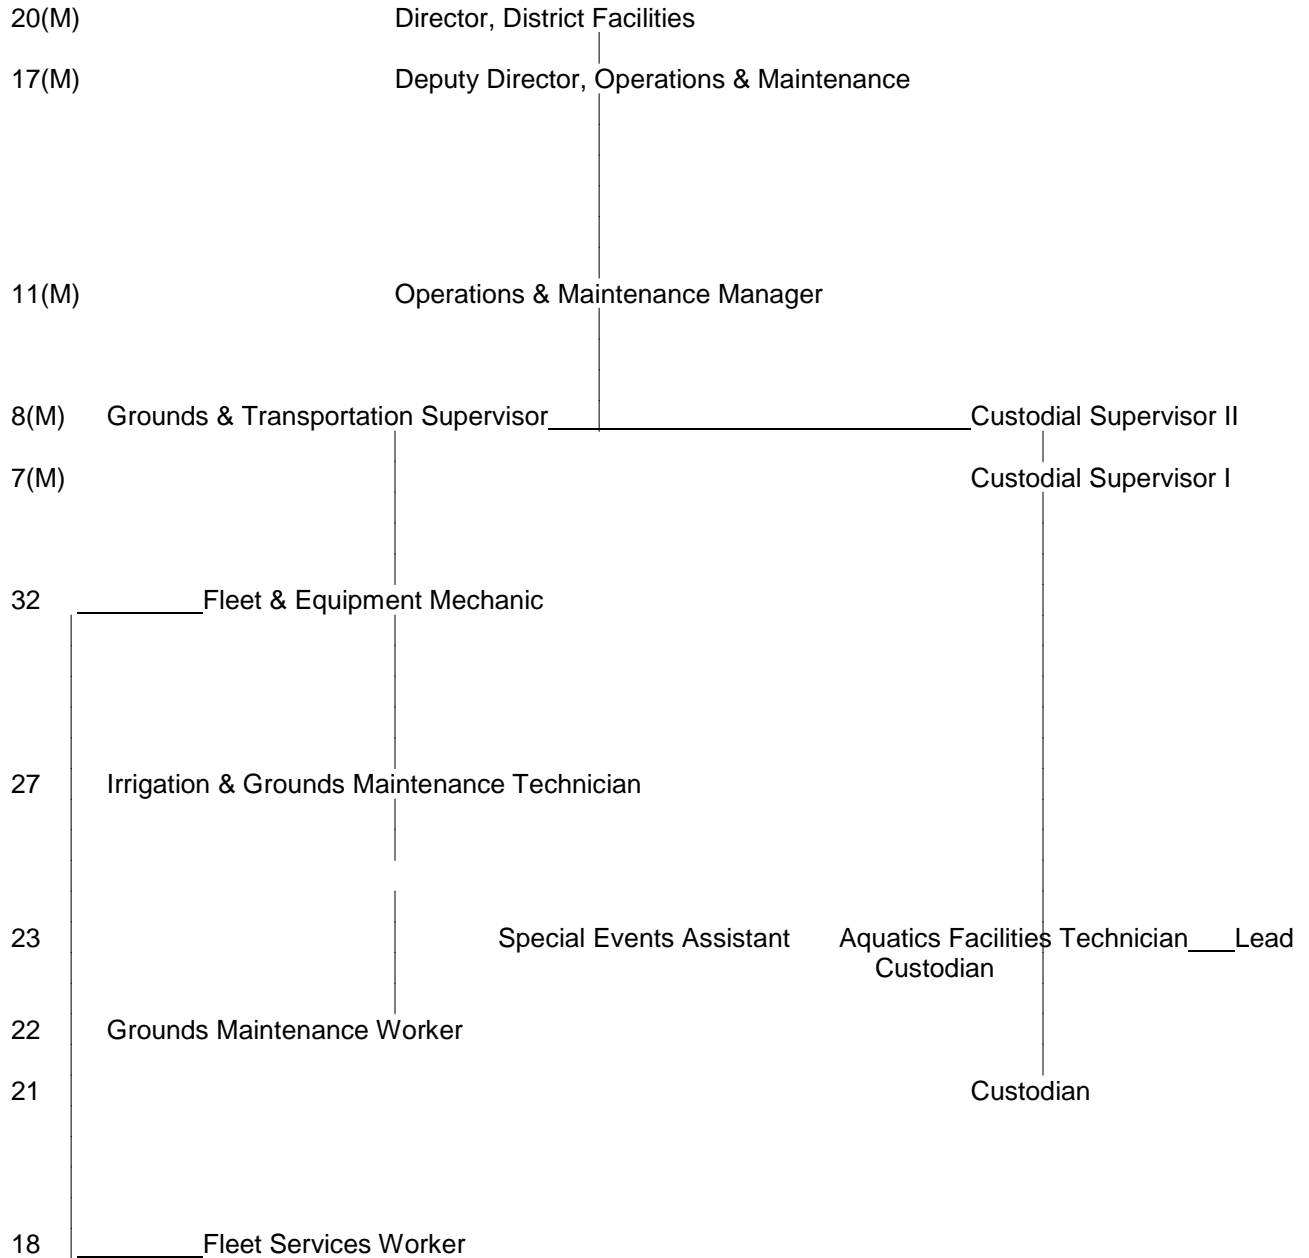 20(M) Director, District Facilities
17(M) Deputy Director, Operations & Maintenance
11(M) Operations & Maintenance Manager
8(M) Grounds & Transportation Supervisor Custodial Supervisor II
7(M) Custodial Supervisor I
32 Fleet & Equipment Mechanic
27 Irrigation & Grounds Maintenance Technician
23 Special Events Assistant Aquatics Facilities Technician Lead
Custodian
22 Grounds Maintenance Worker
21 Custodian
18 Fleet Services Worker